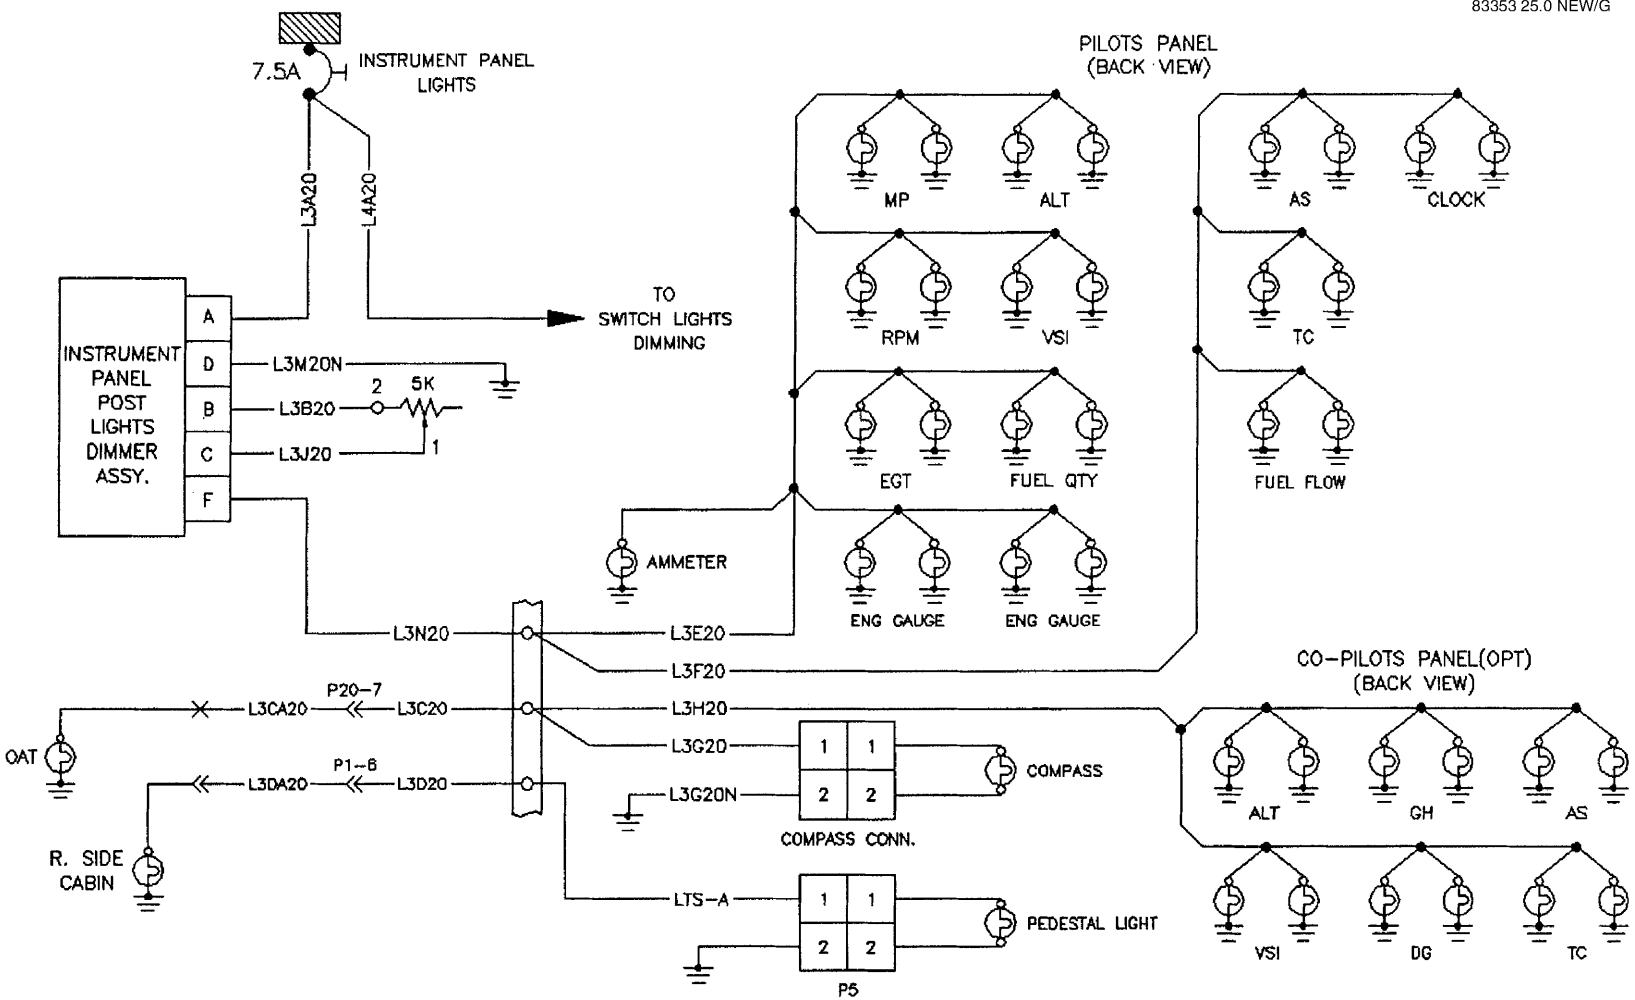 83353 25.0 NEW/G
PILOTS PANEL
(BACK VIEW)
7.5A
INSTRUMENT PANEL
LIGHTS
L3A20
L4A20
MP
ALT
AS
CLOCK
TO
SWITCH LIGHTS
DIMMING
RPM
VSI
TC
INSTRUMENT
PANEL
POST
LIGHTS
DIMMER
ASSY.
A
D
B
C
F
L3M20N
L3B20
2
5K
L3J20
1
EGT
FUEL QTY
FUEL FLOW
AMMETER
ENG GAUGE
ENG GAUGE
L3N20
L3E20
L3F20
CO-PILOTS PANEL(OPT)
(BACK VIEW)
P20-7
L3CA20
L3C20
L3H20
OAT
L3G20
1
1
COMPASS
P1-6
L3DA20
L3D20
L3G20N
2
2
COMPASS CONN.
ALT
GH
AS
R. SIDE
CABIN
LTS-A
1
1
PEDESTAL LIGHT
2
2
P5
VSI
DG
TC